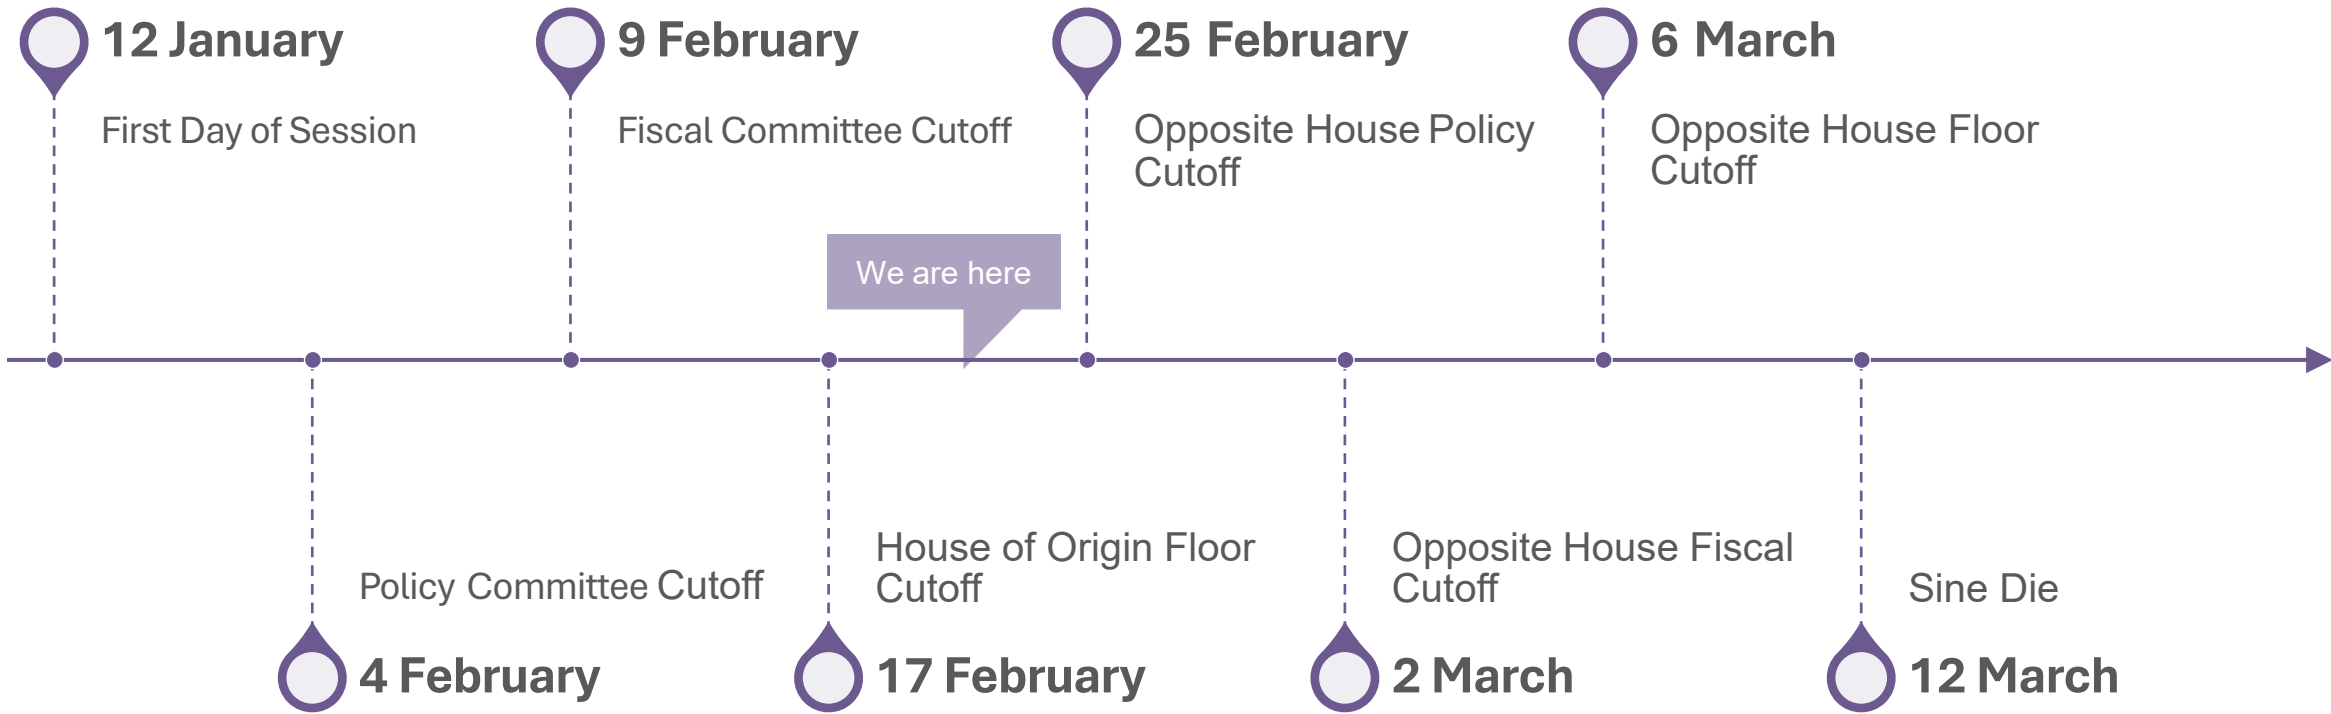 12 January
9 February
25 February
6 March
First Day of Session
Fiscal Committee Cutoff
Opposite House Policy
Cutoff
Opposite House Floor
Cutoff
We are here
Policy Committee Cutoff
House of Origin Floor
Cutoff
Opposite House Fiscal
Cutoff
Sine Die
4 February
17 February
2 March
12 March